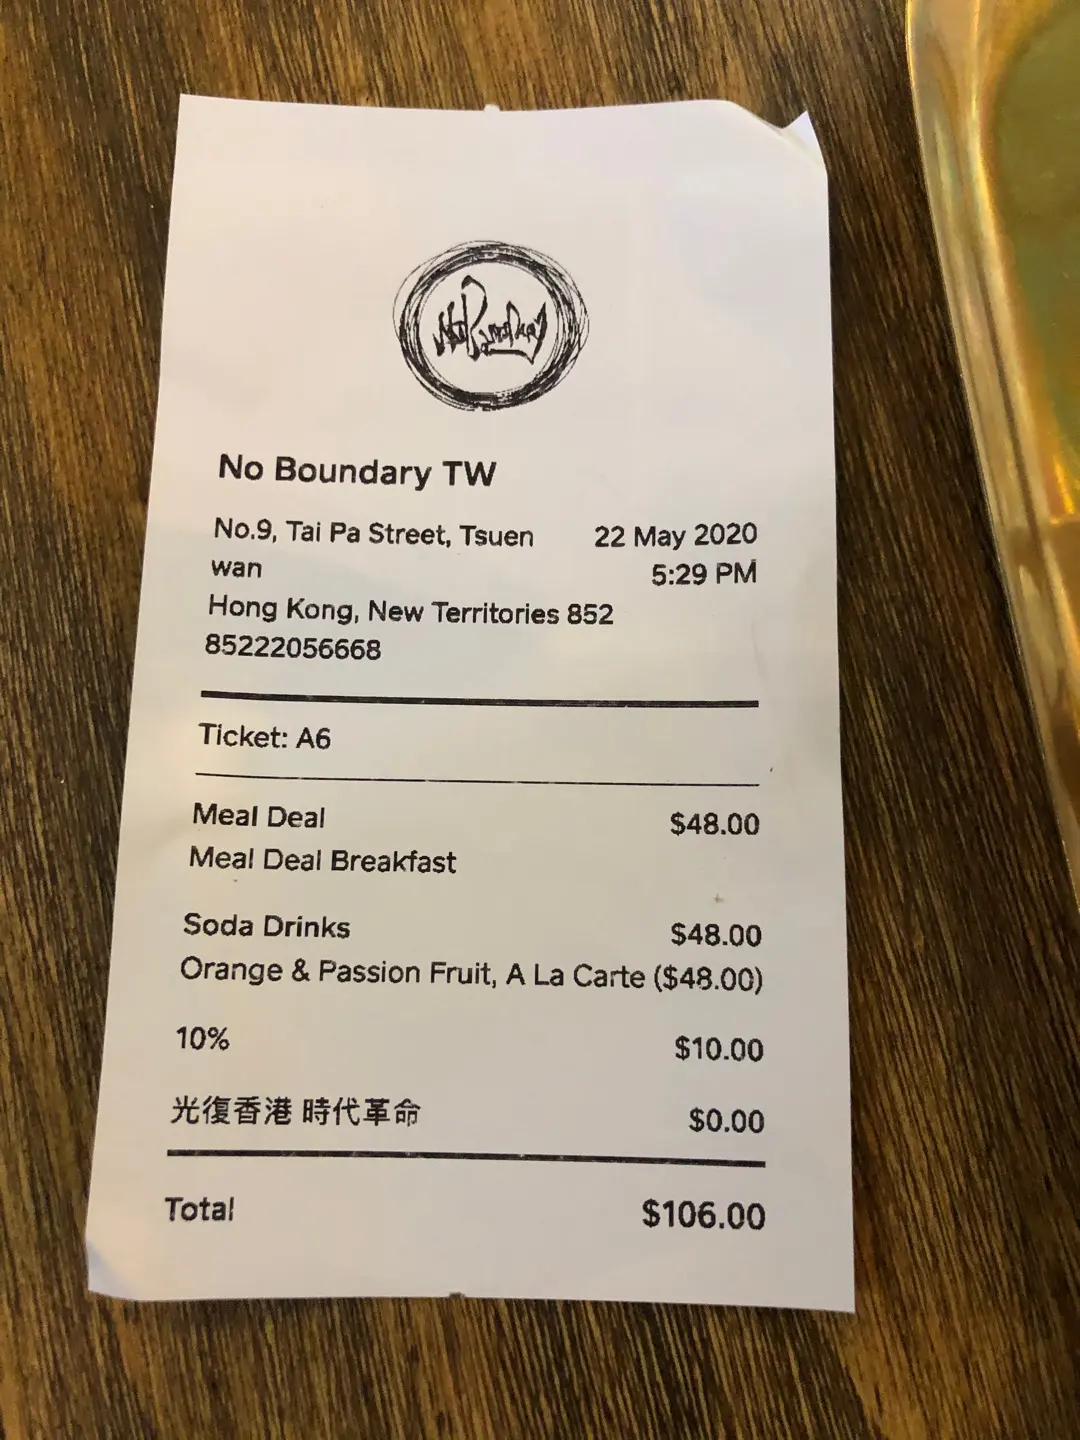 No Boundary
No Boundary TW
No.9, Tai Pa Street, Tsuen 22 May 2020
wan 5:29 PM
Hong Kong, New Territories 852
85222056668
Ticket: A6
Meal Deal $48.00
Meal Deal Breakfast
Soda Drinks $48.00
Orange & Passion Fruit, A La Carte ($48.00)
10% $10.00
光復香港 時代革命 $0.00
Total $106.00